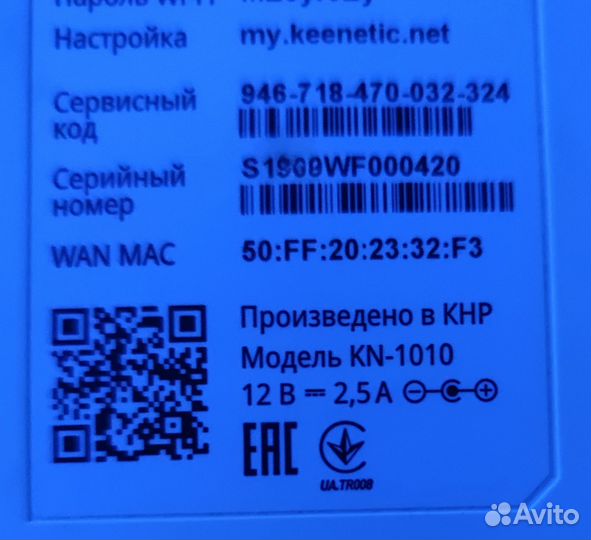 Настройка my.keenetic.net
Сервисный код 946-718-470-032-324
Серийный номер
WAN MAC 50:FF:20:23:32:F3
Произведено в КНР
Модель KN-1010
12 В ⎓ 2,5 А
EAC
UA.TR008
Avito